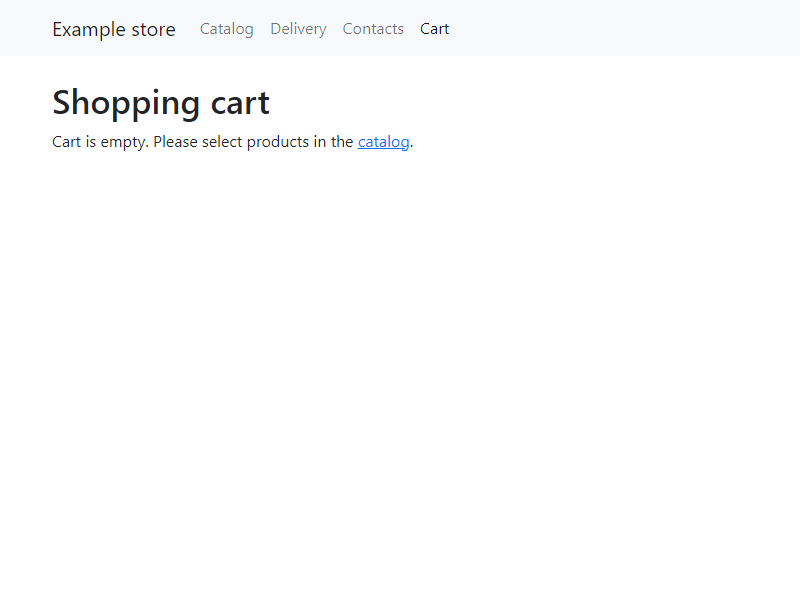 Example store Catalog Delivery Contacts Cart
Shopping cart
Cart is empty. Please select products in the catalog.